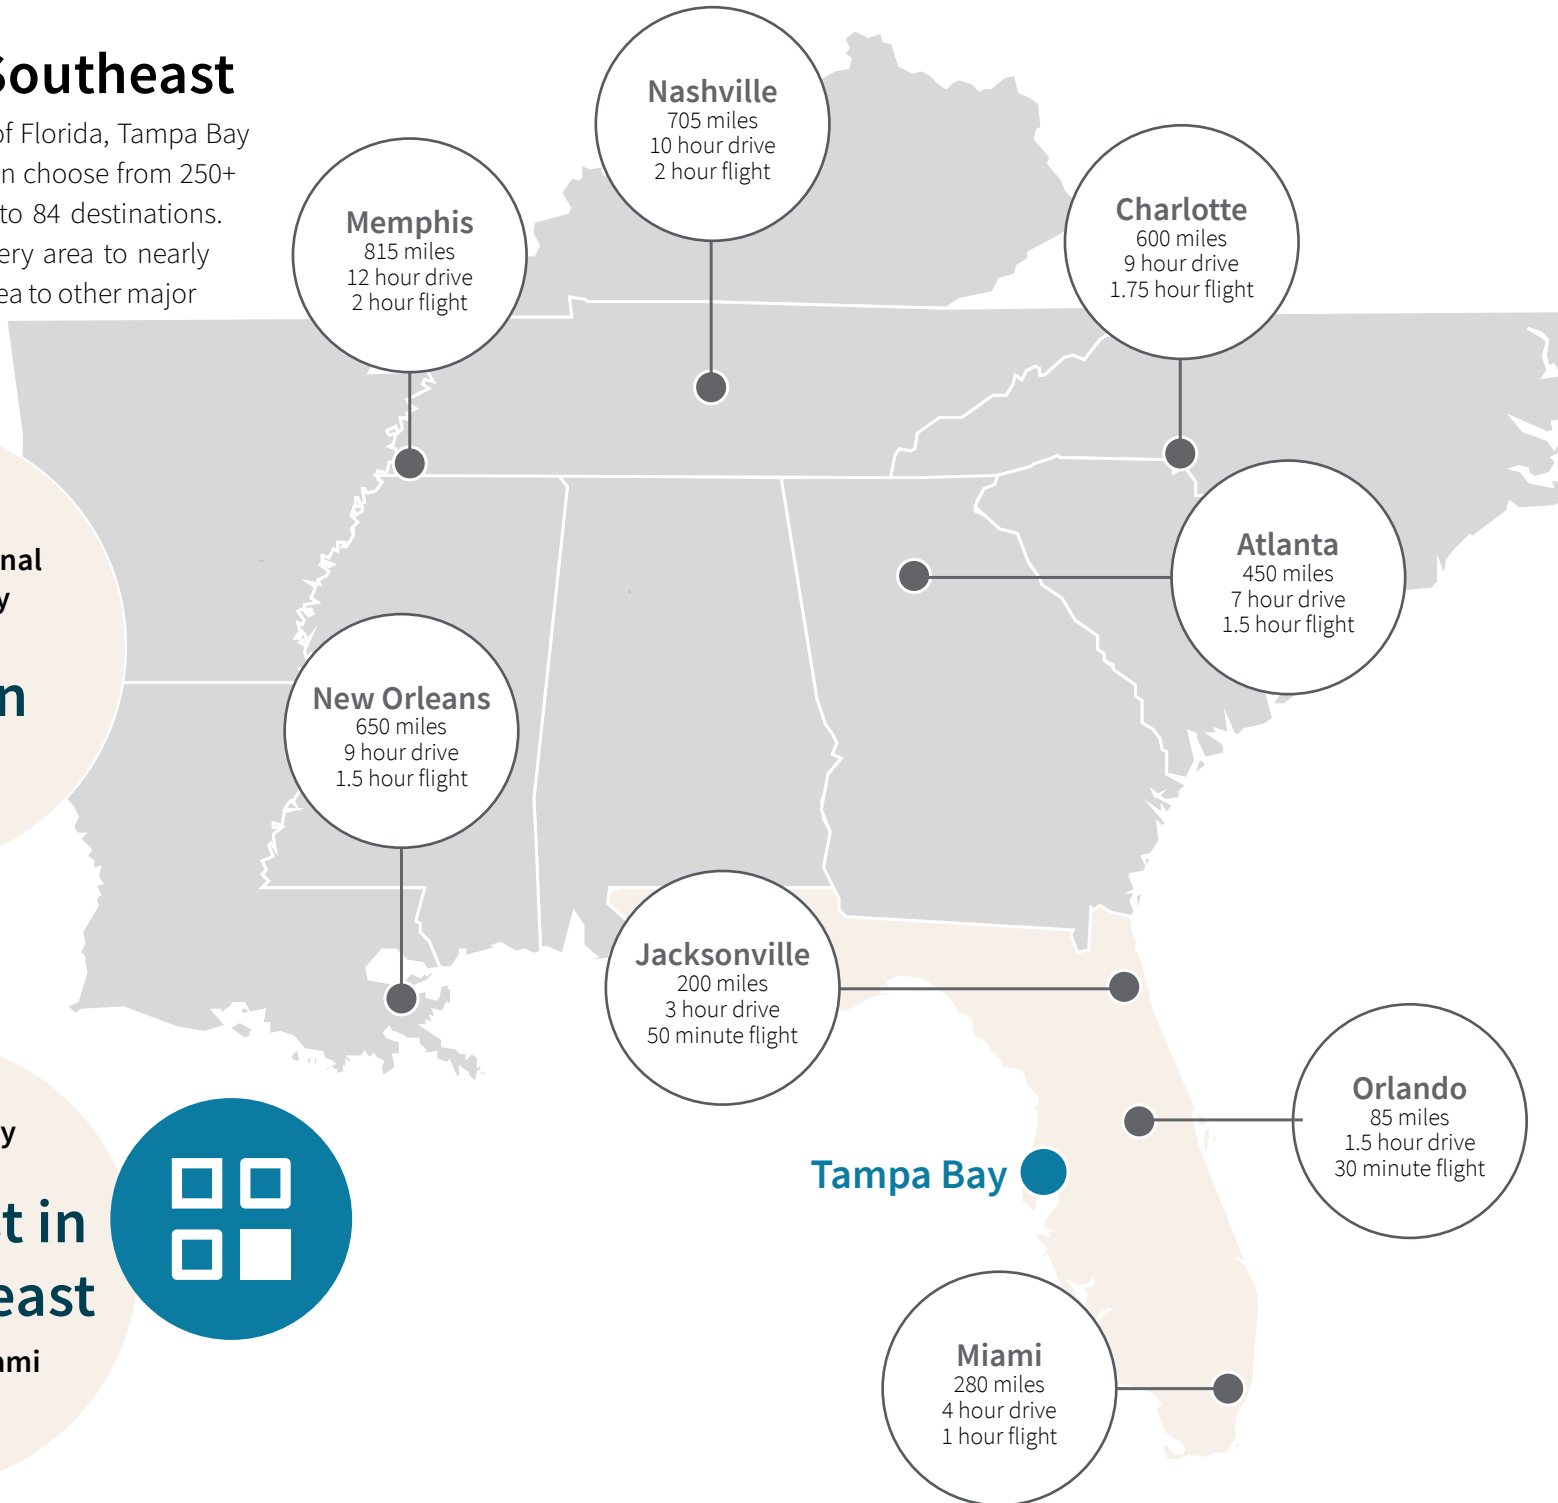 Southeast
of Florida, Tampa Bay
n choose from 250+
to 84 destinations.
ery area to nearly
ea to other major
Nashville
705 miles
10 hour drive
2 hour flight
Memphis
815 miles
12 hour drive
2 hour flight
Charlotte
600 miles
9 hour drive
1.75 hour flight
Atlanta
450 miles
7 hour drive
1.5 hour flight
nal
y
n
New Orleans
650 miles
9 hour drive
1.5 hour flight
Jacksonville
200 miles
3 hour drive
50 minute flight
Orlando
85 miles
1.5 hour drive
30 minute flight
Tampa Bay
y
t in
east
ami
Miami
280 miles
4 hour drive
1 hour flight